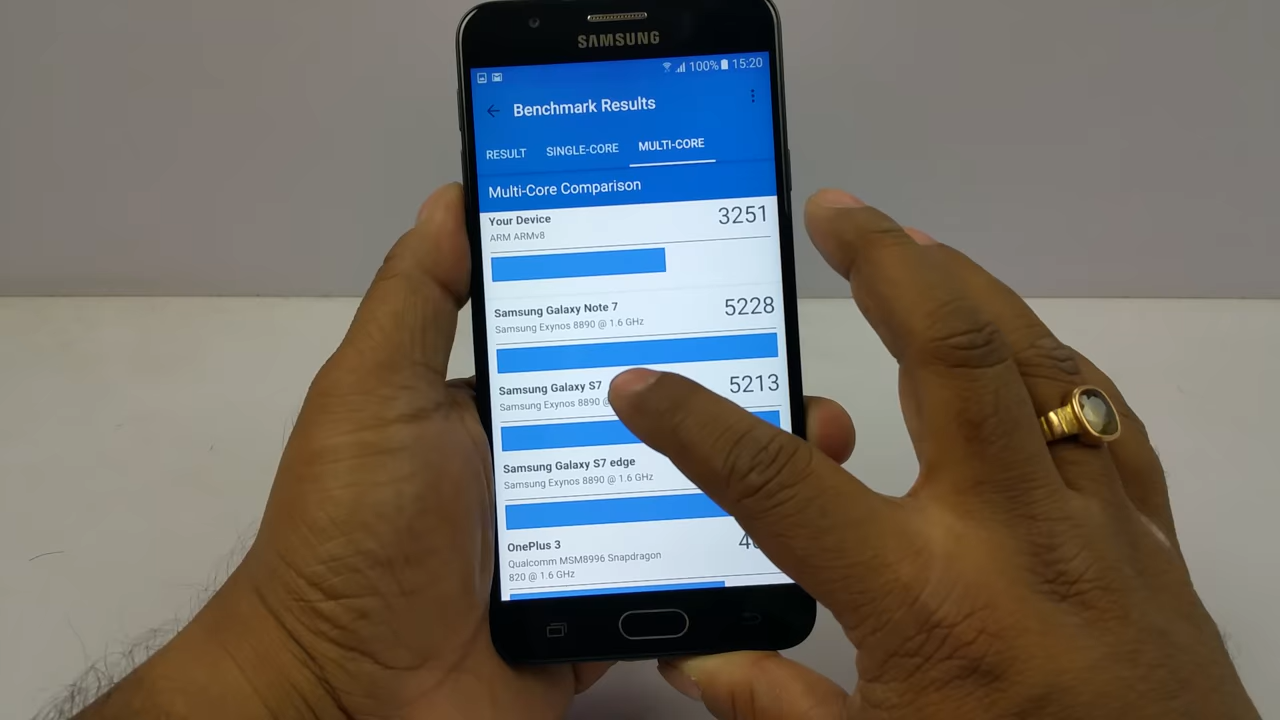 SAMSUNG
100% 15:20
Benchmark Results
RESULT SINGLE-CORE MULTI-CORE
Multi-Core Comparison
Your Device 3251
ARM ARMv8
Samsung Galaxy Note 7 5228
Samsung Exynos 8890 @ 1.6 GHz
Samsung Galaxy S7 5213
Samsung Exynos 8890 @
Samsung Galaxy S7 edge
Samsung Exynos 8890 @ 1.6 GHz
OnePlus 3
Qualcomm MSM8996 Snapdragon
820 @ 1.6 GHz